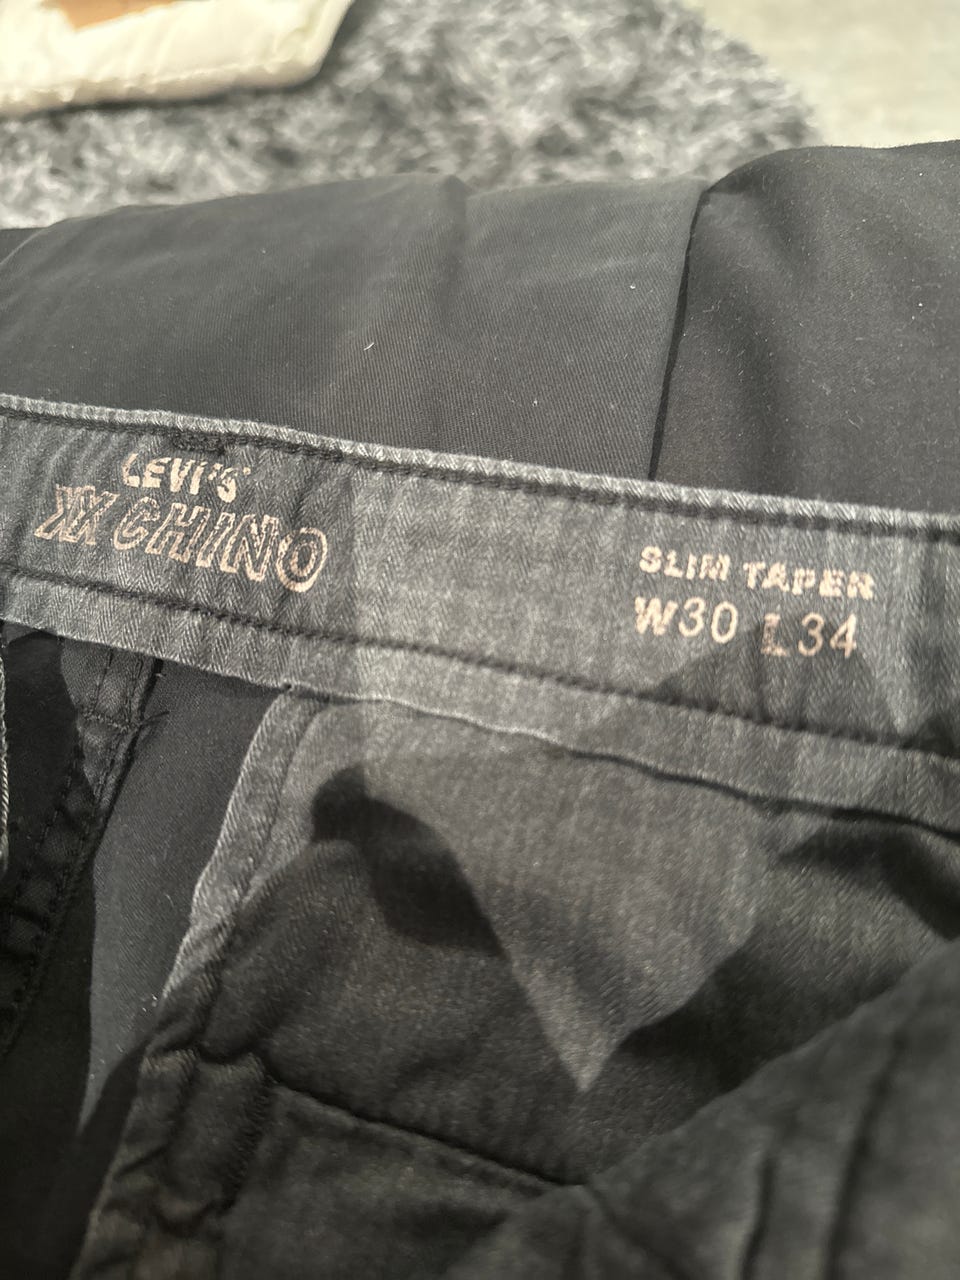 LEVI'S
XX CHINO
SLIM TAPER
W30 L34